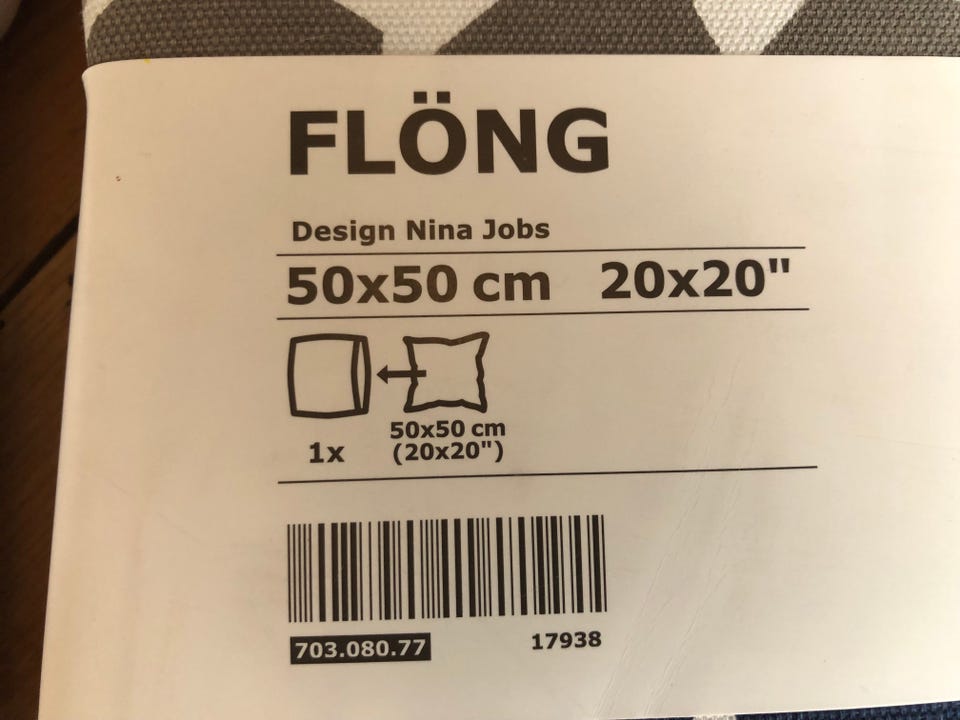 FLÖNG
Design Nina Jobs
50x50 cm 20x20"
1x
50x50 cm
(20x20")
703.080.77 17938